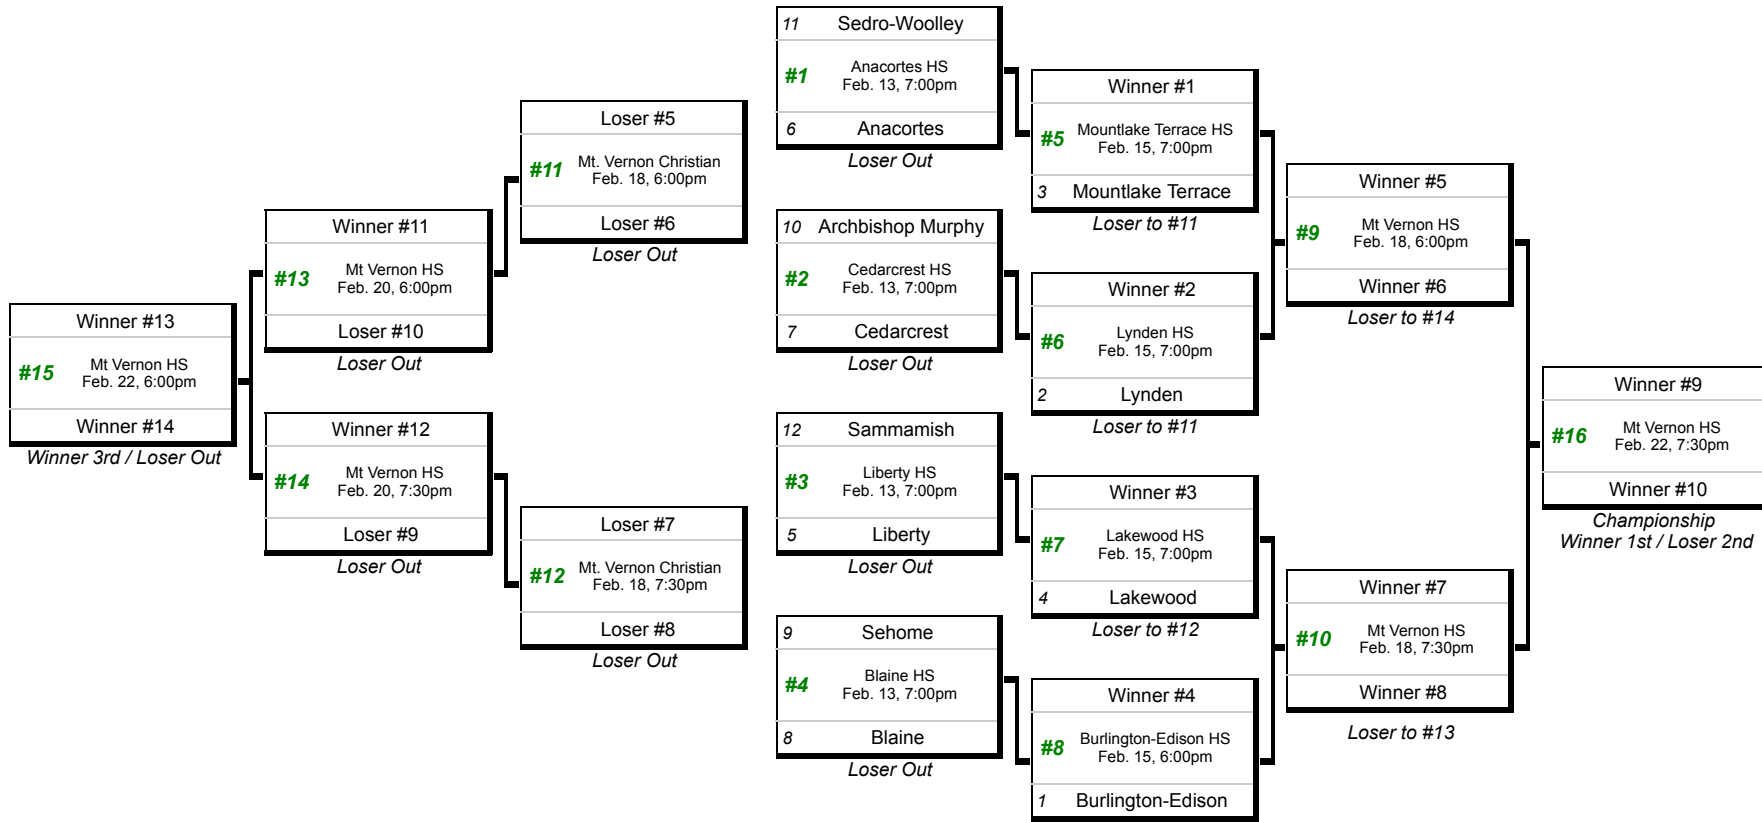 11 Sedro-Woolley
#1 Anacortes HS
Feb. 13, 7:00pm
6 Anacortes
Loser Out
10 Archbishop Murphy
#2 Cedarcrest HS
Feb. 13, 7:00pm
7 Cedarcrest
Loser Out
12 Sammamish
#3 Liberty HS
Feb. 13, 7:00pm
5 Liberty
Loser Out
9 Sehome
#4 Blaine HS
Feb. 13, 7:00pm
8 Blaine
Loser Out
Winner #1
#5 Mountlake Terrace HS
Feb. 15, 7:00pm
3 Mountlake Terrace
Loser to #11
Winner #2
#6 Lynden HS
Feb. 15, 7:00pm
2 Lynden
Loser to #11
Winner #3
#7 Lakewood HS
Feb. 15, 7:00pm
4 Lakewood
Loser to #12
Winner #4
#8 Burlington-Edison HS
Feb. 15, 6:00pm
1 Burlington-Edison
Winner #5
#9 Mt Vernon HS
Feb. 18, 6:00pm
Winner #6
Loser to #14
Winner #7
#10 Mt Vernon HS
Feb. 18, 7:30pm
Winner #8
Loser to #13
Winner #9
#16 Mt Vernon HS
Feb. 22, 7:30pm
Winner #10
Championship
Winner 1st / Loser 2nd
Loser #5
#11 Mt. Vernon Christian
Feb. 18, 6:00pm
Loser #6
Loser Out
Loser #7
#12 Mt. Vernon Christian
Feb. 18, 7:30pm
Loser #8
Loser Out
Winner #11
#13 Mt Vernon HS
Feb. 20, 6:00pm
Loser #10
Loser Out
Winner #12
#14 Mt Vernon HS
Feb. 20, 7:30pm
Loser #9
Loser Out
Winner #13
#15 Mt Vernon HS
Feb. 22, 6:00pm
Winner #14
Winner 3rd / Loser Out